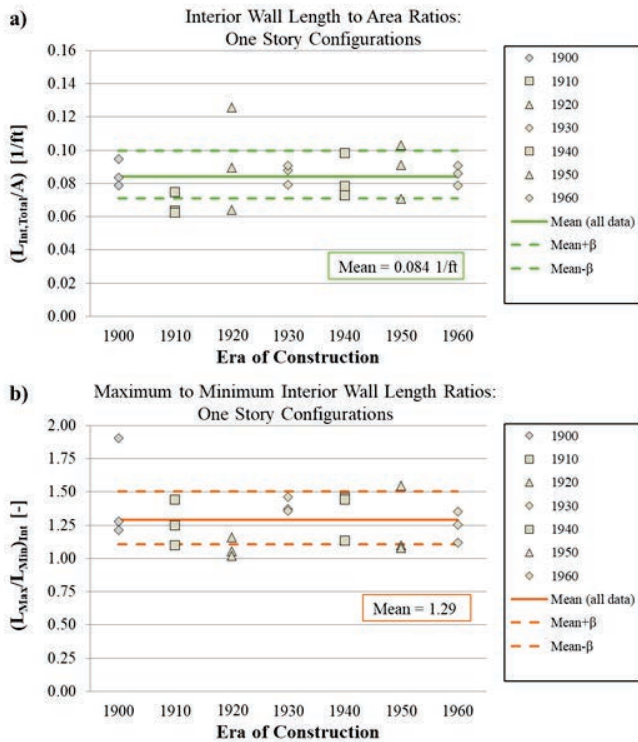 a)
Interior Wall Length to Area Ratios:
One Story Configurations
(L_Int,Total/A) [1/ft]
0.16
0.14
0.12
0.10
0.08
0.06
0.04
0.02
0.00
Mean = 0.084 1/ft
1900 1910 1920 1930 1940 1950 1960
Era of Construction
1900
1910
1920
1930
1940
1950
1960
Mean (all data)
Mean+β
Mean-β
b)
Maximum to Minimum Interior Wall Length Ratios:
One Story Configurations
(L_Max/L_Min)_Int [-]
2.00
1.75
1.50
1.25
1.00
0.75
0.50
0.25
0.00
Mean = 1.29
1900 1910 1920 1930 1940 1950 1960
Era of Construction
1900
1910
1920
1930
1940
1950
1960
Mean (all data)
Mean+β
Mean-β